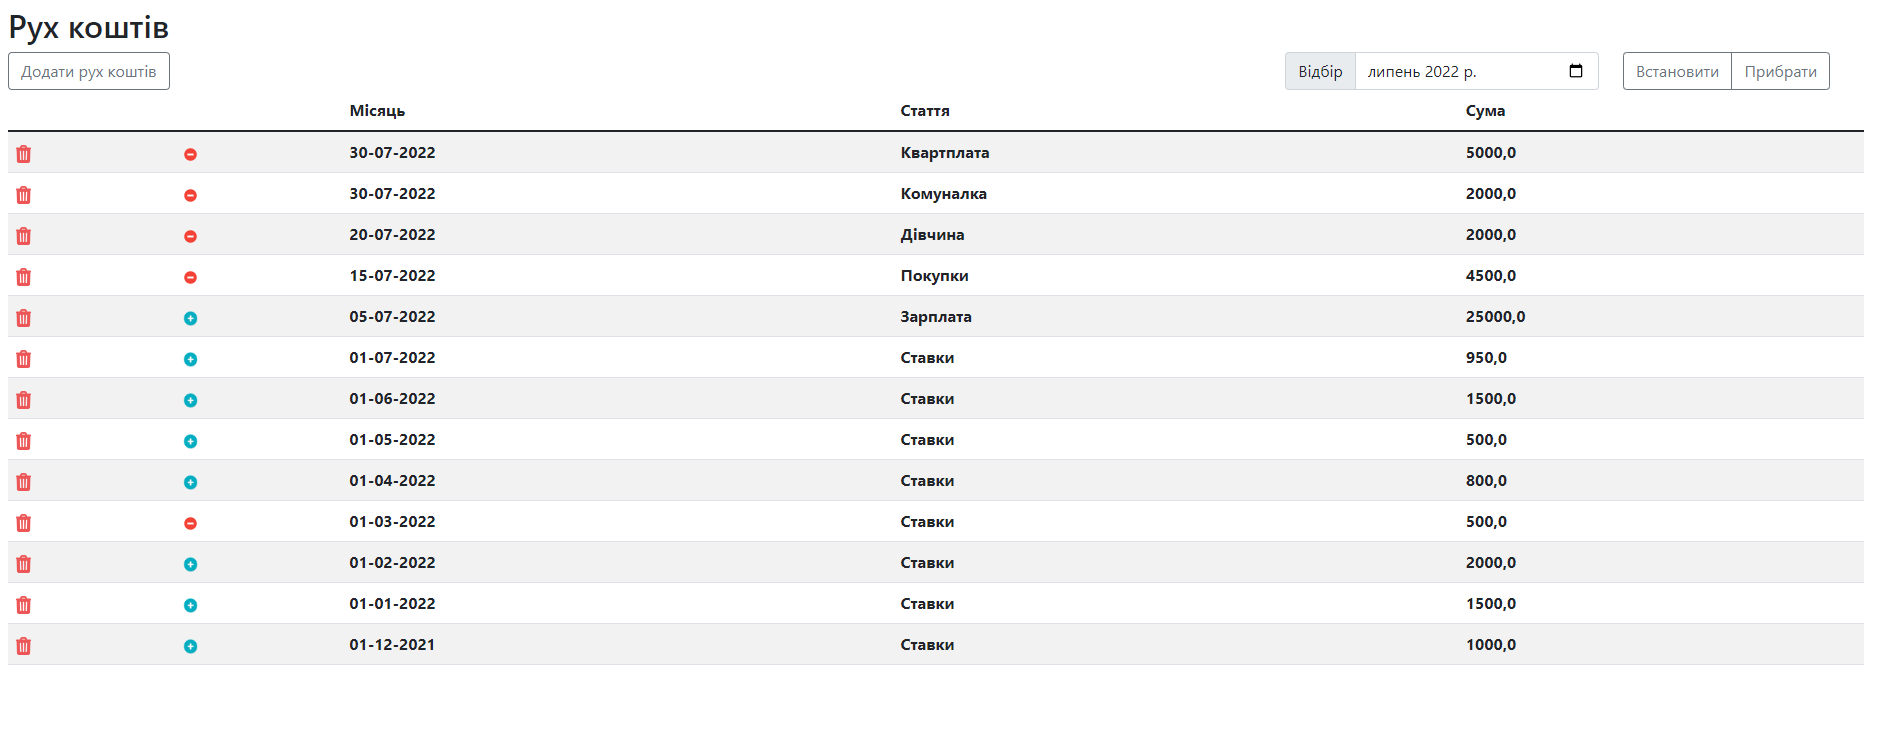 Рух коштів
Додати рух коштів Відбір липень 2022 р. Встановити Прибрати
Місяць Стаття Сума
30-07-2022 Квартплата 5000,0
30-07-2022 Комуналка 2000,0
20-07-2022 Дівчина 2000,0
15-07-2022 Покупки 4500,0
05-07-2022 Зарплата 25000,0
01-07-2022 Ставки 950,0
01-06-2022 Ставки 1500,0
01-05-2022 Ставки 500,0
01-04-2022 Ставки 800,0
01-03-2022 Ставки 500,0
01-02-2022 Ставки 2000,0
01-01-2022 Ставки 1500,0
01-12-2021 Ставки 1000,0